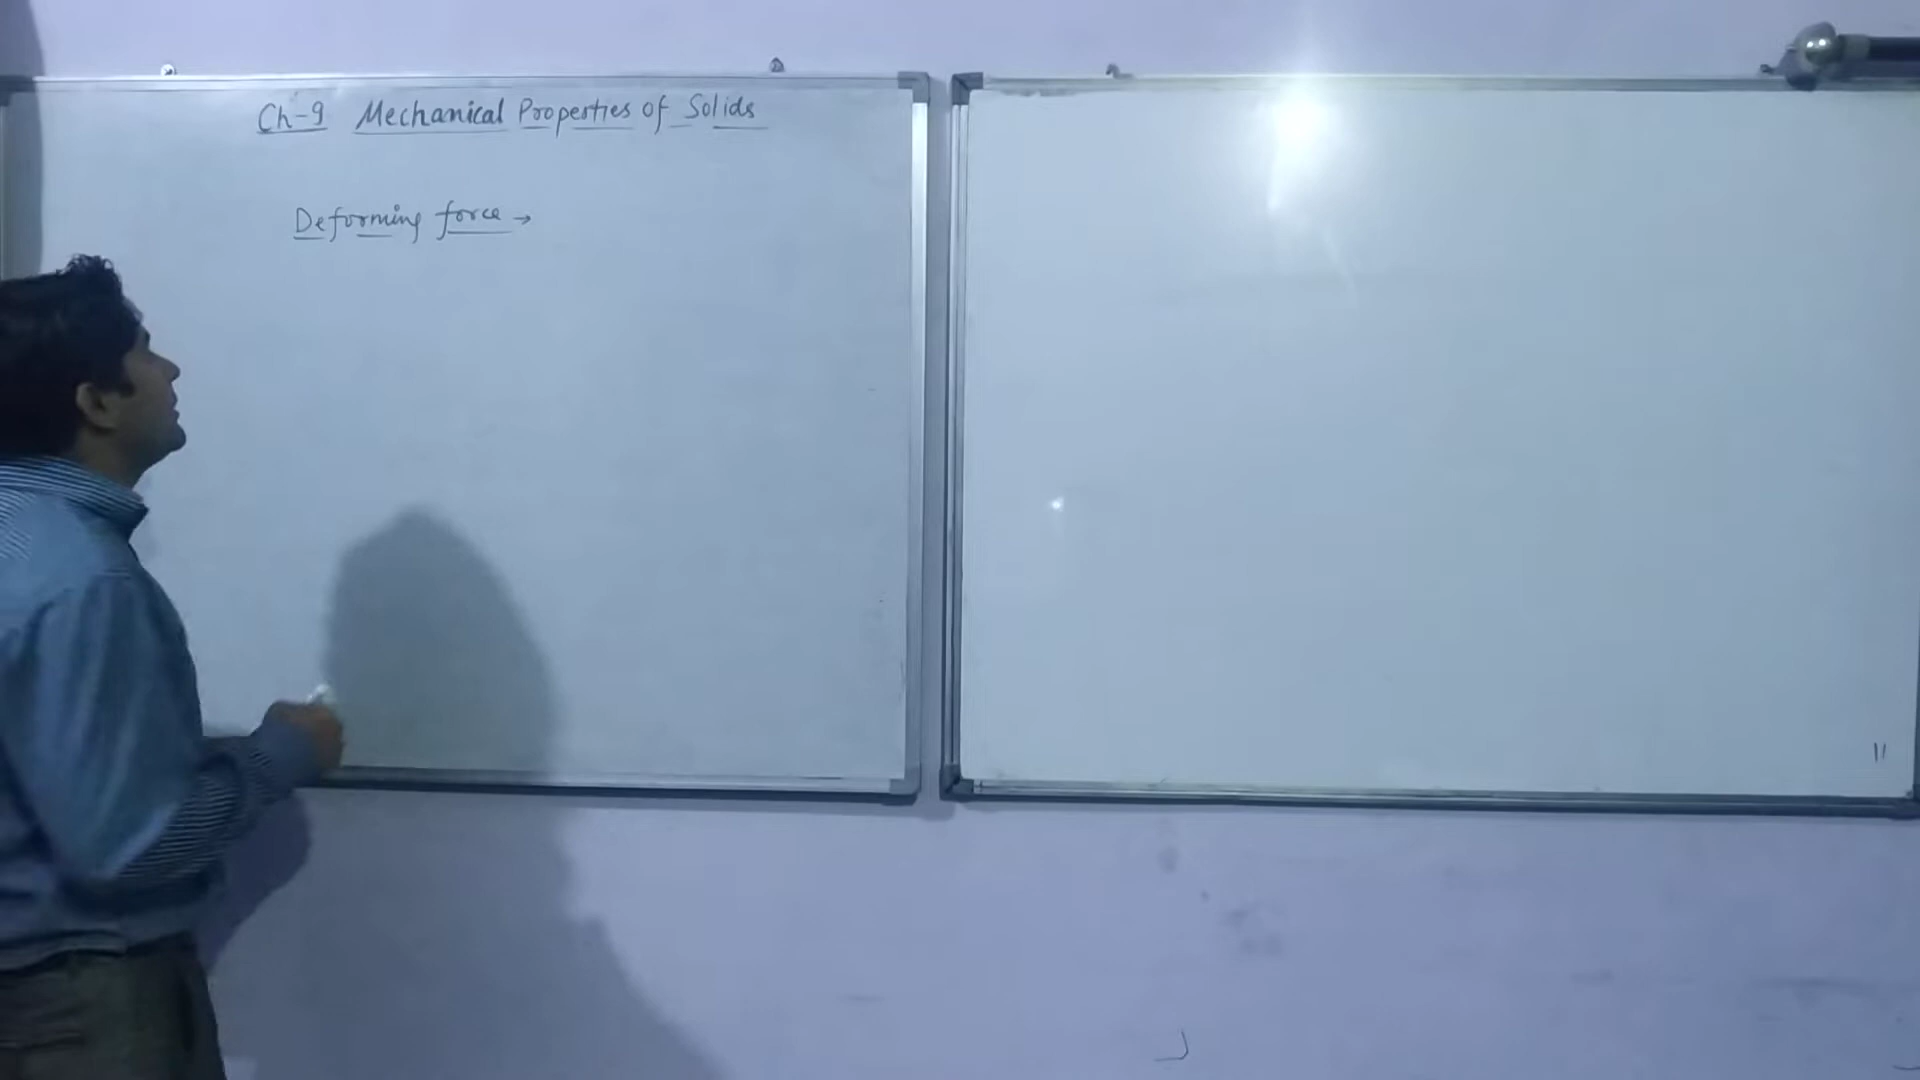 Ch-9 Mechanical Properties of Solids
Deforming force →